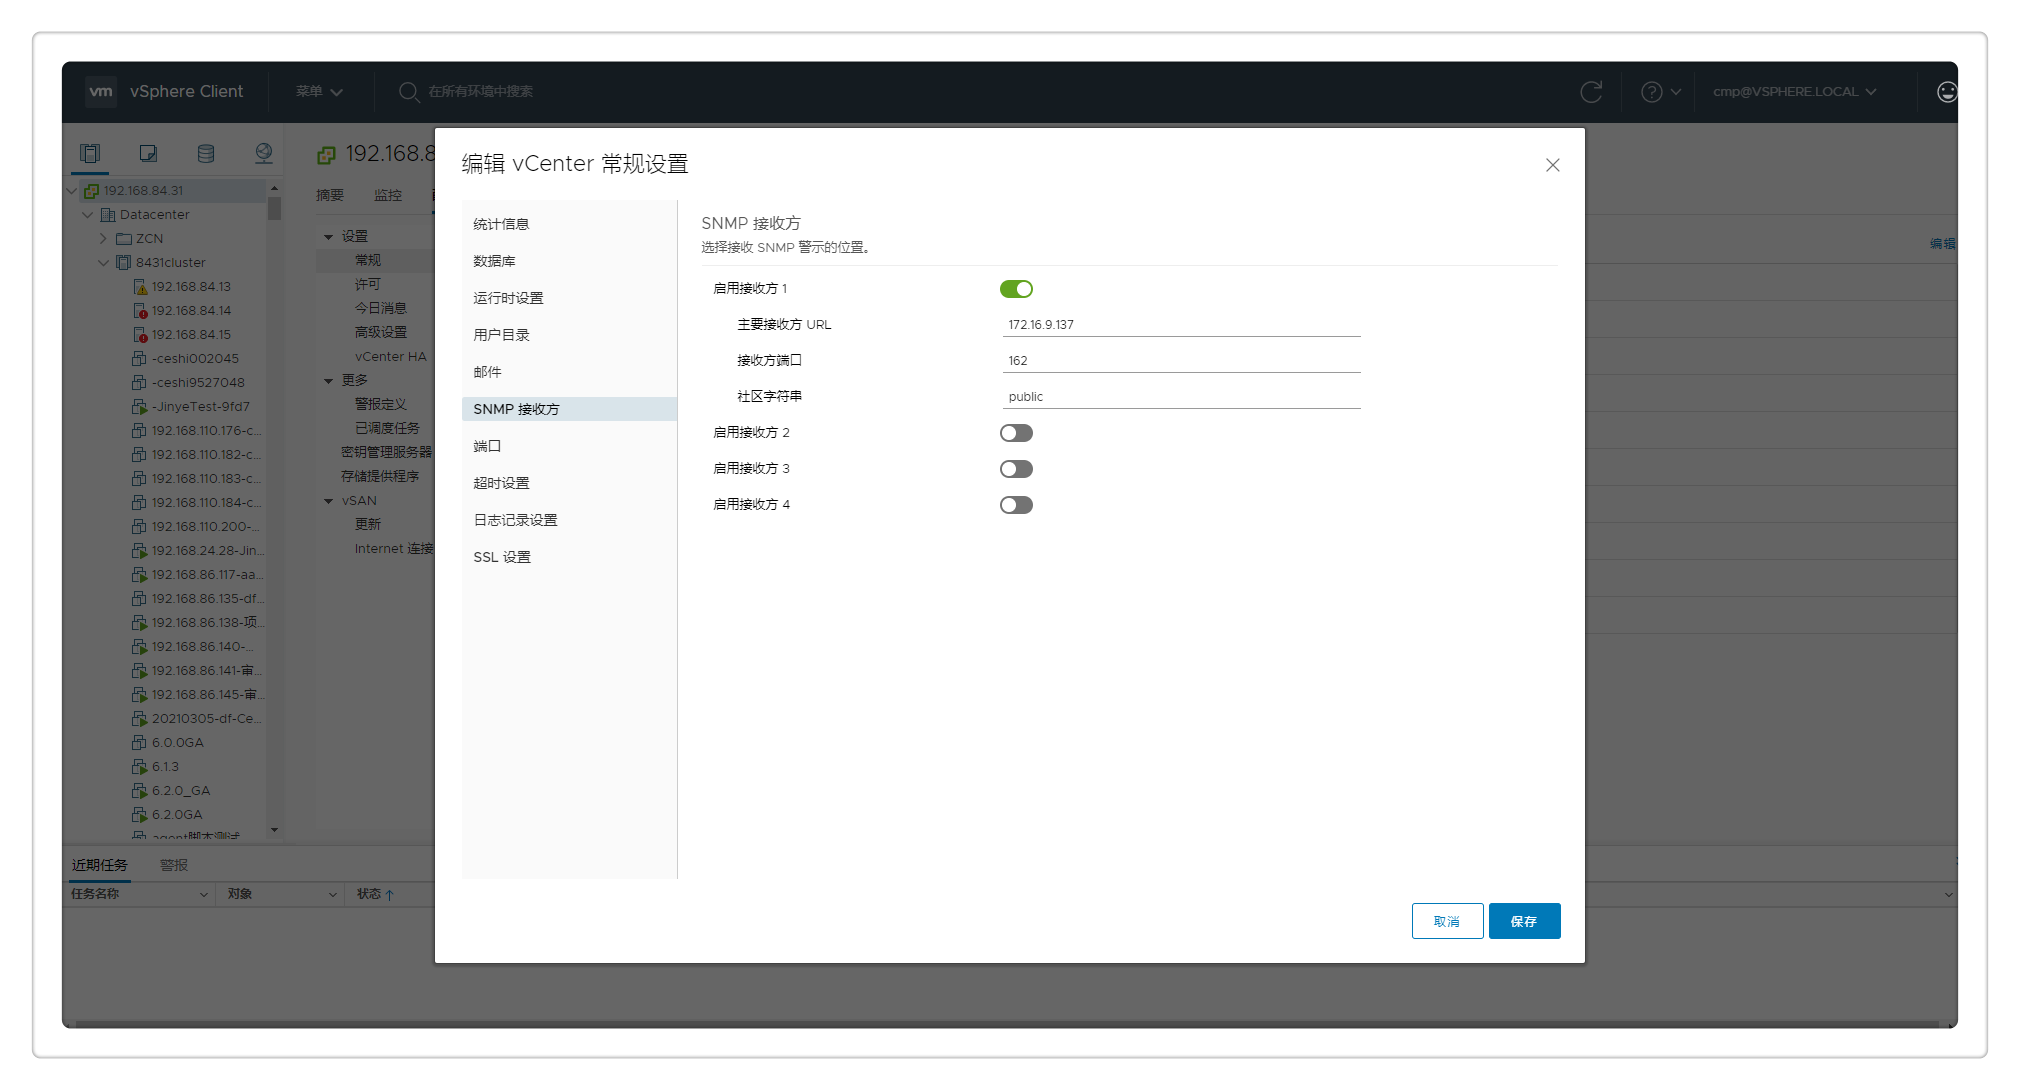 vm vSphere Client 菜单 在所有环境中搜索 cmp@VSPHERE.LOCAL
192.168.84.31
Datacenter
ZCN
8431cluster
192.168.84.13
192.168.84.14
192.168.84.15
-ceshi002045
-ceshi9527048
-JinyeTest-9fd7
192.168.110.176-c...
192.168.110.182-c...
192.168.110.183-c...
192.168.110.184-c...
192.168.110.200-...
192.168.24.28-Jin...
192.168.86.117-aa...
192.168.86.135-df...
192.168.86.138-项...
192.168.86.140-...
192.168.86.141-审...
192.168.86.145-审...
20210305-df-Ce...
6.0.0GA
6.1.3
6.2.0_GA
6.2.0GA
agent脚本测试
192.168.8
摘要 监控
设置
常规
许可
今日消息
高级设置
vCenter HA
更多
警报定义
已调度任务
密钥管理服务器
存储提供程序
vSAN
更新
Internet 连接
编辑
编辑 vCenter 常规设置
统计信息
数据库
运行时设置
用户目录
邮件
SNMP 接收方
端口
超时设置
日志记录设置
SSL 设置
SNMP 接收方
选择接收 SNMP 警示的位置。
启用接收方 1
主要接收方 URL 172.16.9.137
接收方端口 162
社区字符串 public
启用接收方 2
启用接收方 3
启用接收方 4
取消 保存
近期任务 警报
任务名称 对象 状态